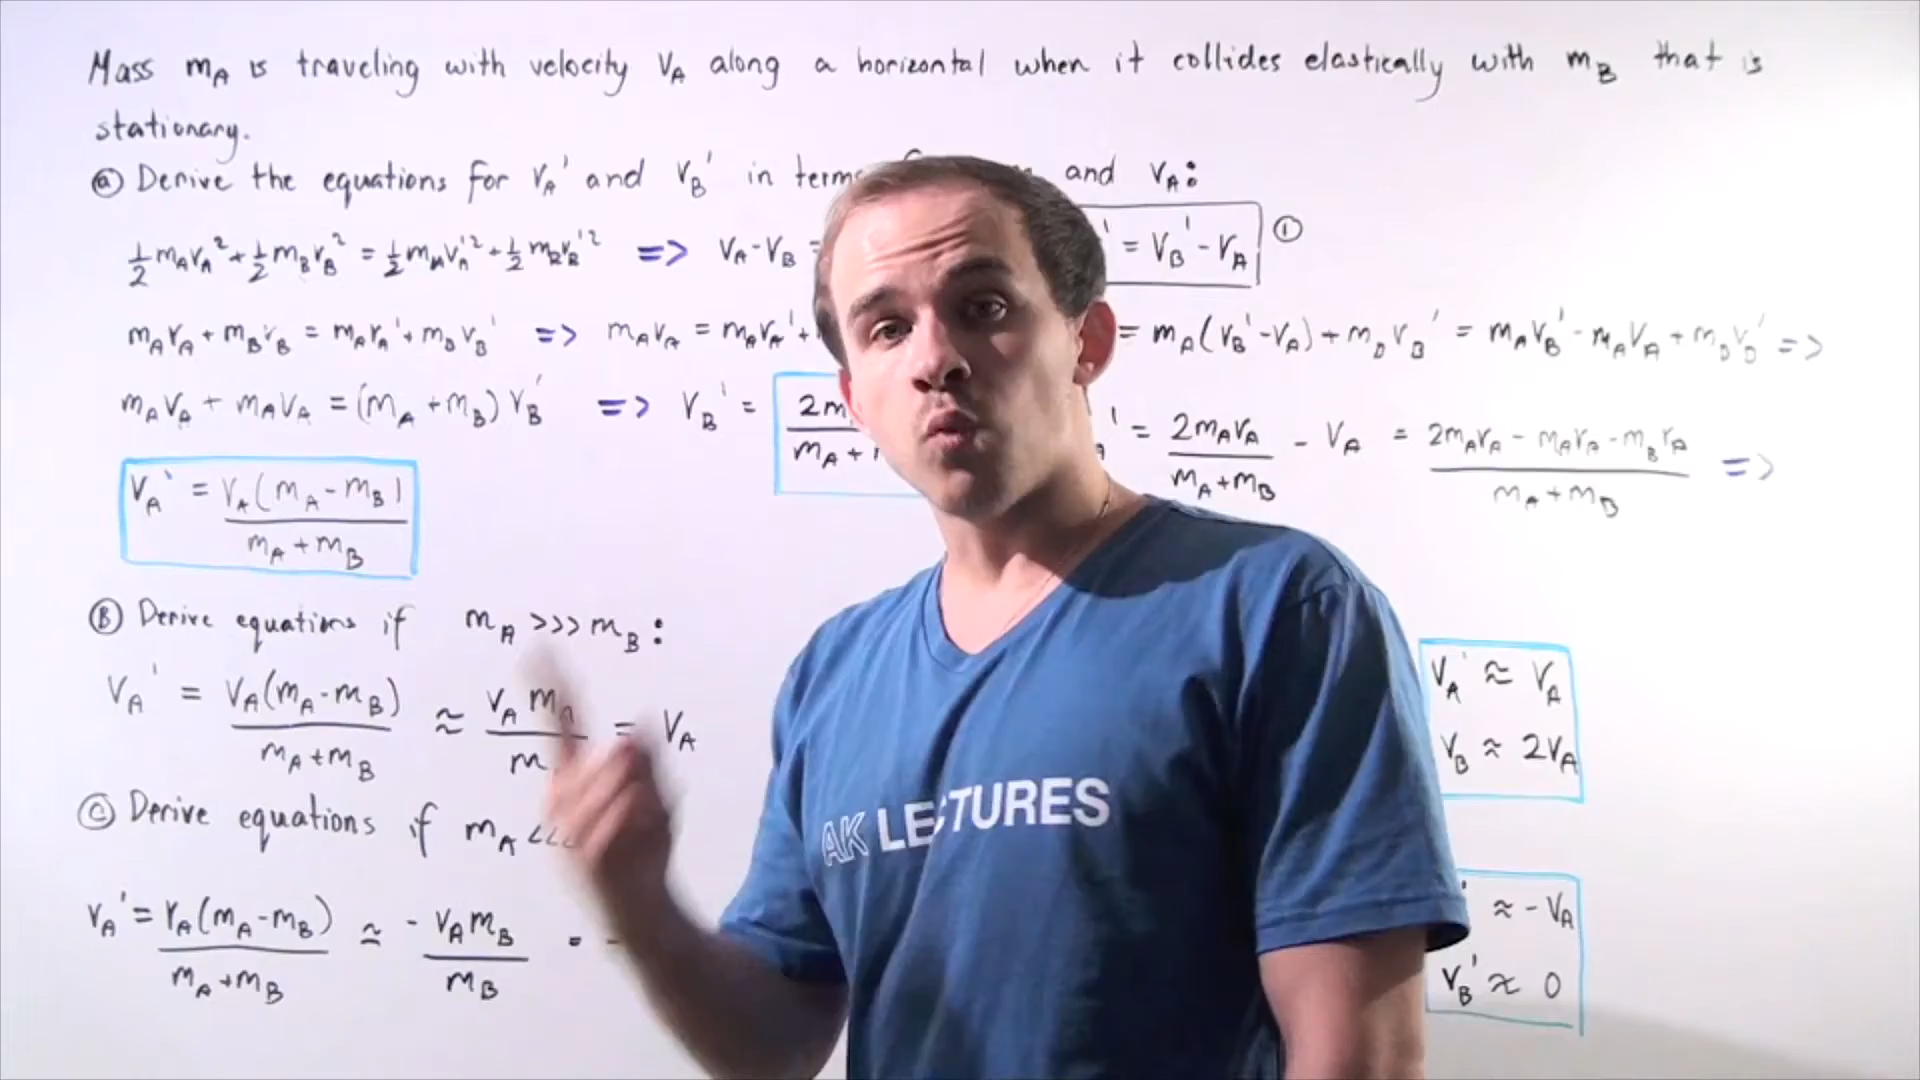 Mass mA is traveling with velocity VA along a horizontal when it collides elastically with mB that is
stationary.
ⓐ Derive the equations for VA' and VB' in terms and VA:
½mAVA² + ½mBVB² = ½mAVA'² + ½mBVB'² => VA - VB = ' = VB' - VA ①
mAVA + mBVB = mAVA' + mBVB' => mAVA = mAVA' + = mA(VB' - VA) + mBVB' = mAVB' - mAVA + mBVB' =>
mAVA + mAVA = (mA + mB)VB' => VB' = 2m / mA + ' = 2mAVA / mA + mB - VA = 2mAVA - mAVA - mBVA / mA + mB =>
VA' = VA(mA - mB) / mA + mB
Ⓑ Derive equations if mA >>> mB:
VA' = VA(mA - mB) / mA + mB ≈ VA mA / m = VA
VA' ≈ VA
VB ≈ 2VA
Ⓒ Derive equations if mA <<<
VA' = VA(mA - mB) / mA + mB ≈ - VA mB / mB = -
' ≈ - VA
VB' ≈ 0
AK LECTURES